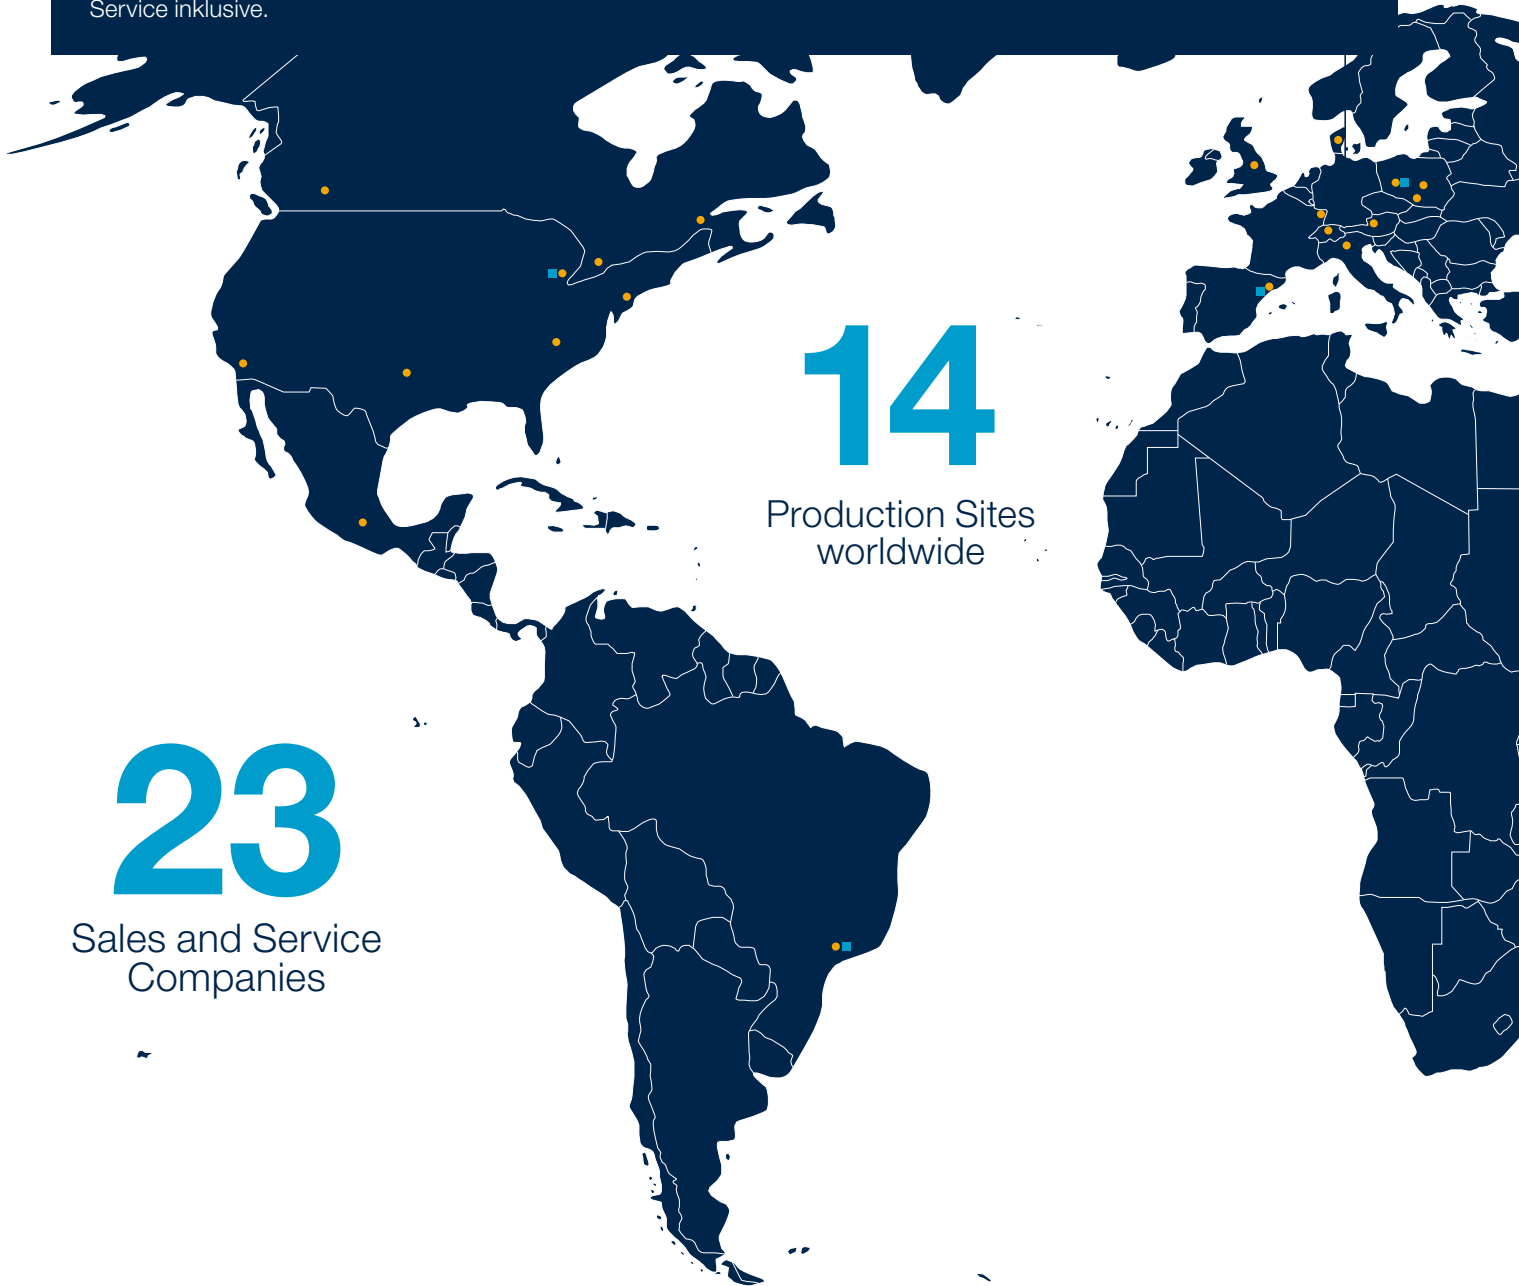 Service inklusive.
14
Production Sites
worldwide
23
Sales and Service
Companies